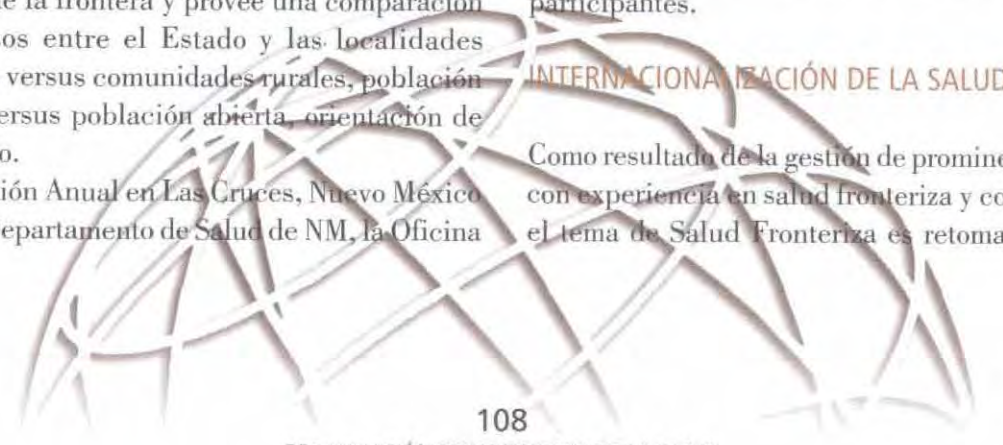 de la frontera y provee una comparación
os entre el Estado y las localidades
versus comunidades rurales, población
ersus población abierta, orientación de
o.
ión Anual en Las Cruces, Nuevo México
epartamento de Salud de NM, la Oficina
participantes.
INTERNACIONALIZACIÓN DE LA SALUD
Como resultado de la gestión de promine
con experiencia en salud fronteriza y co
el tema de Salud Fronteriza es retoma
108